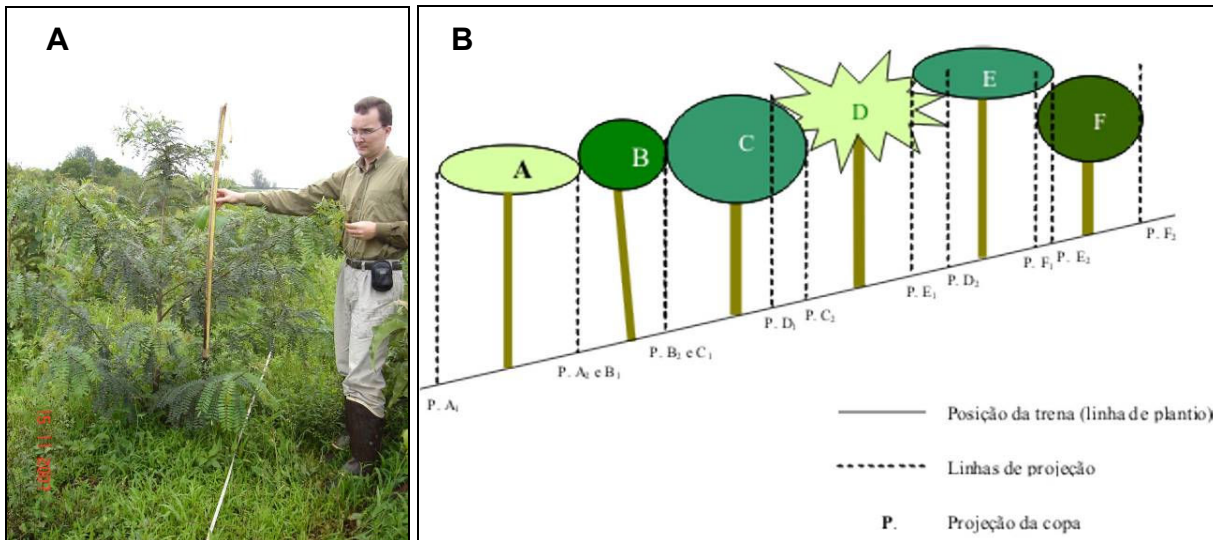 A
B
A
B
C
D
E
F
P. A₁
P. A₂ e B₁
P. B₂ e C₁
P. D₁
P. C₂
P. E₁
P. D₂
P. F₁
P. E₂
P. F₂
Posição da trena (linha de plantio)
Linhas de projeção
P. Projeção da copa